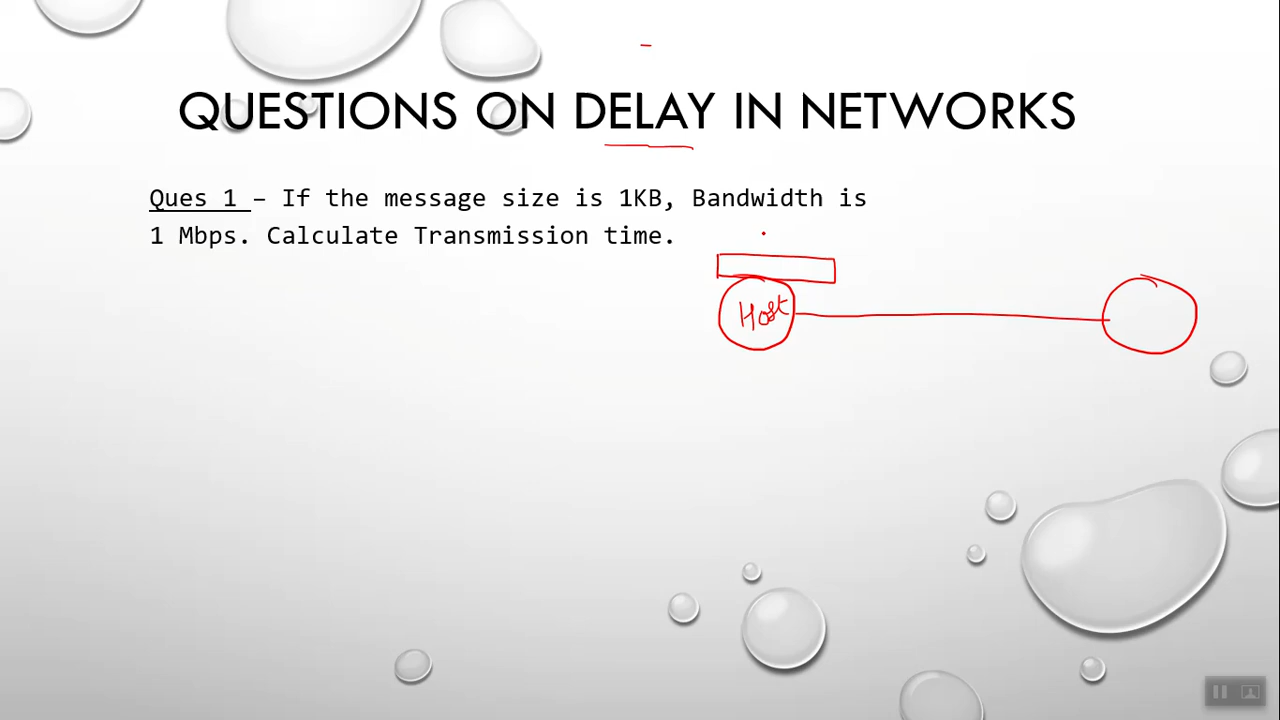 QUESTIONS ON DELAY IN NETWORKS
Ques 1 – If the message size is 1KB, Bandwidth is
1 Mbps. Calculate Transmission time.
Host